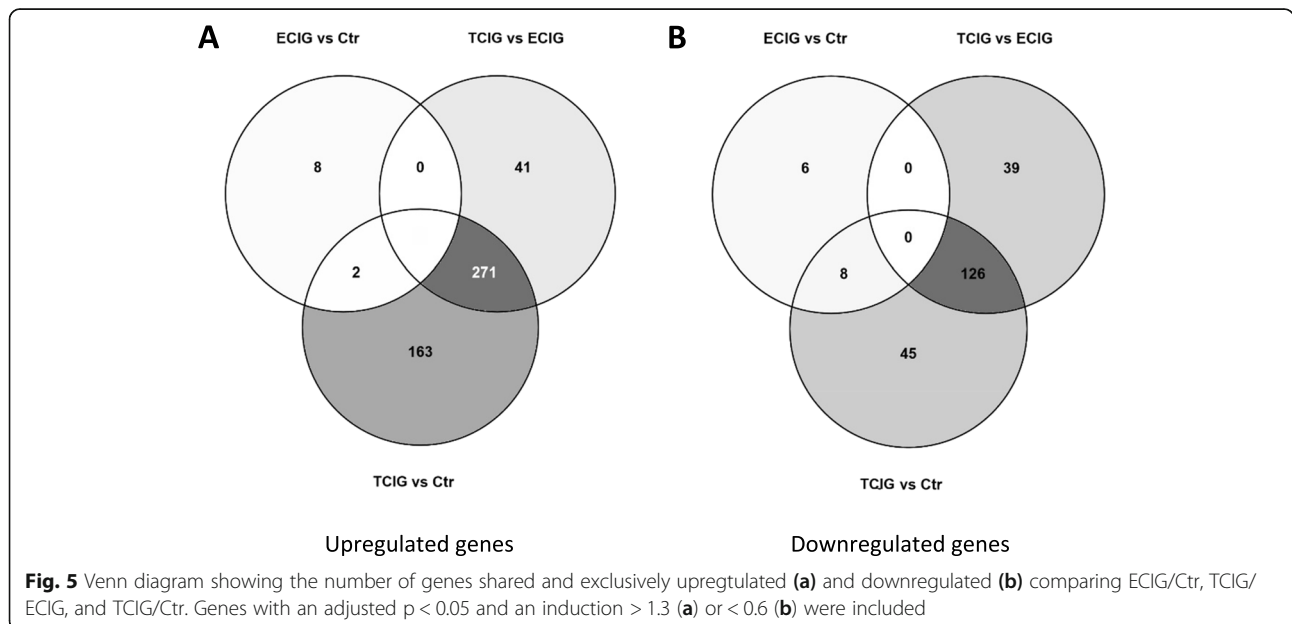 A
ECIG vs Ctr
TCIG vs ECIG
8
0
41
2
271
163
TCIG vs Ctr
Upregulated genes
B
ECIG vs Ctr
TCIG vs ECIG
6
0
39
0
8
126
45
TCIG vs Ctr
Downregulated genes
Fig. 5 Venn diagram showing the number of genes shared and exclusively upregtulated (a) and downregulated (b) comparing ECIG/Ctr, TCIG/
ECIG, and TCIG/Ctr. Genes with an adjusted p < 0.05 and an induction > 1.3 (a) or < 0.6 (b) were included